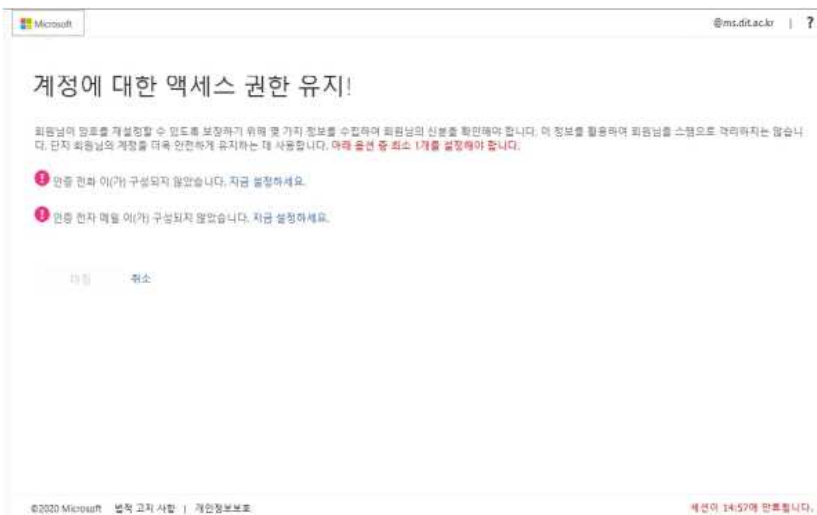 Microsoft @ms.dit.ac.kr | ?
계정에 대한 액세스 권한 유지!
회원님이 암호를 재설정할 수 있도록 보장하기 위해 몇 가지 정보를 수집하여 회원님의 신분을 확인해야 합니다. 이 정보를 활용하여 회원님을 스팸으로 격리하지는 않습니
다. 단지 회원님의 계정을 더욱 안전하게 유지하는 데 사용합니다. 아래 옵션 중 최소 1개를 설정해야 합니다.
! 인증 전화 이(가) 구성되지 않았습니다. 지금 설정하세요.
! 인증 전자 메일 이(가) 구성되지 않았습니다. 지금 설정하세요.
마침 취소
©2020 Microsoft 법적 고지 사항 | 개인정보보호 세션이 14:57에 만료됩니다.